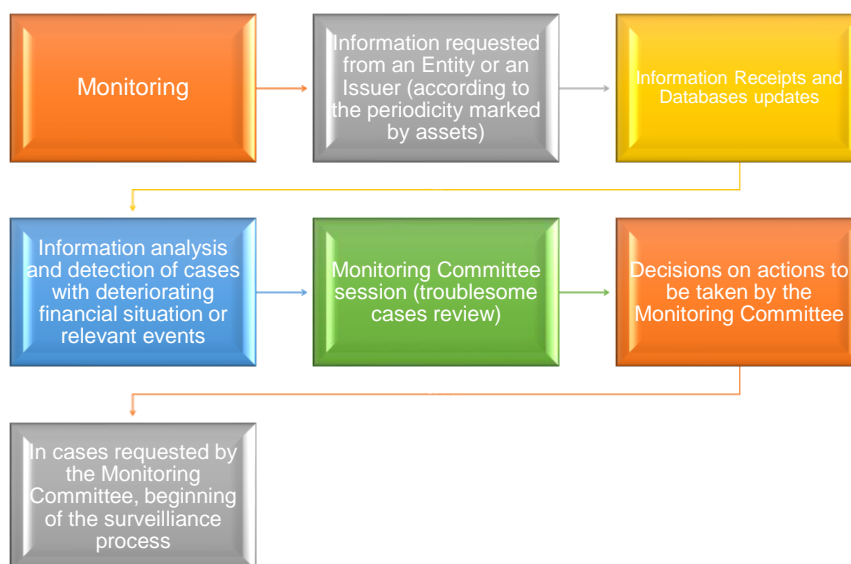 Monitoring
Information requested
from an Entity or an
Issuer (according to
the periodicity marked
by assets)
Information Receipts and
Databases updates
Information analysis
and detection of cases
with deteriorating
financial situation or
relevant events
Monitoring Committee
session (troublesome
cases review)
Decisions on actions to
be taken by the
Monitoring Committee
In cases requested by
the Monitoring
Committee, beginning
of the surveilliance
process